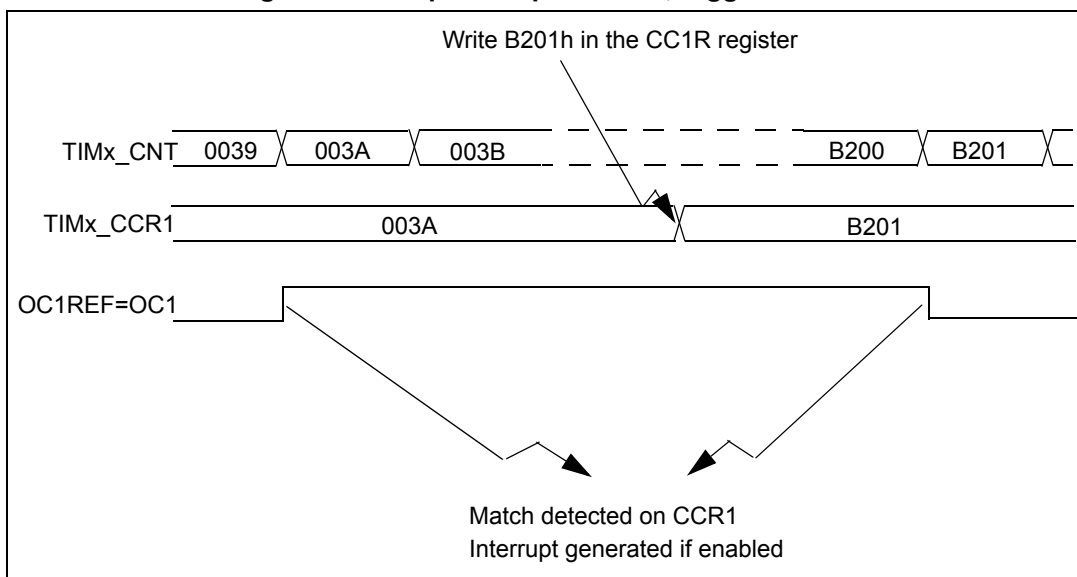 Write B201h in the CC1R register
TIMx_CNT 0039 003A 003B B200 B201
TIMx_CCR1 003A B201
OC1REF=OC1
Match detected on CCR1
Interrupt generated if enabled